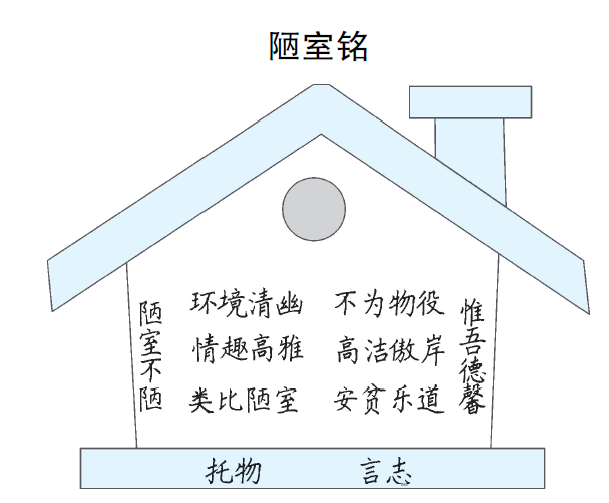 陋室铭
陋室不陋
环境清幽 不为物役
情趣高雅 高洁傲岸
类比陋室 安贫乐道
惟吾德馨
托物 言志